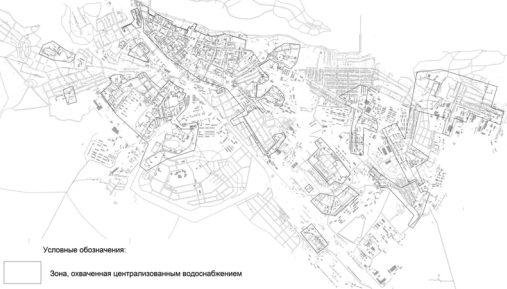 Условные обозначения:
Зона, охваченная централизованным водоснабжением